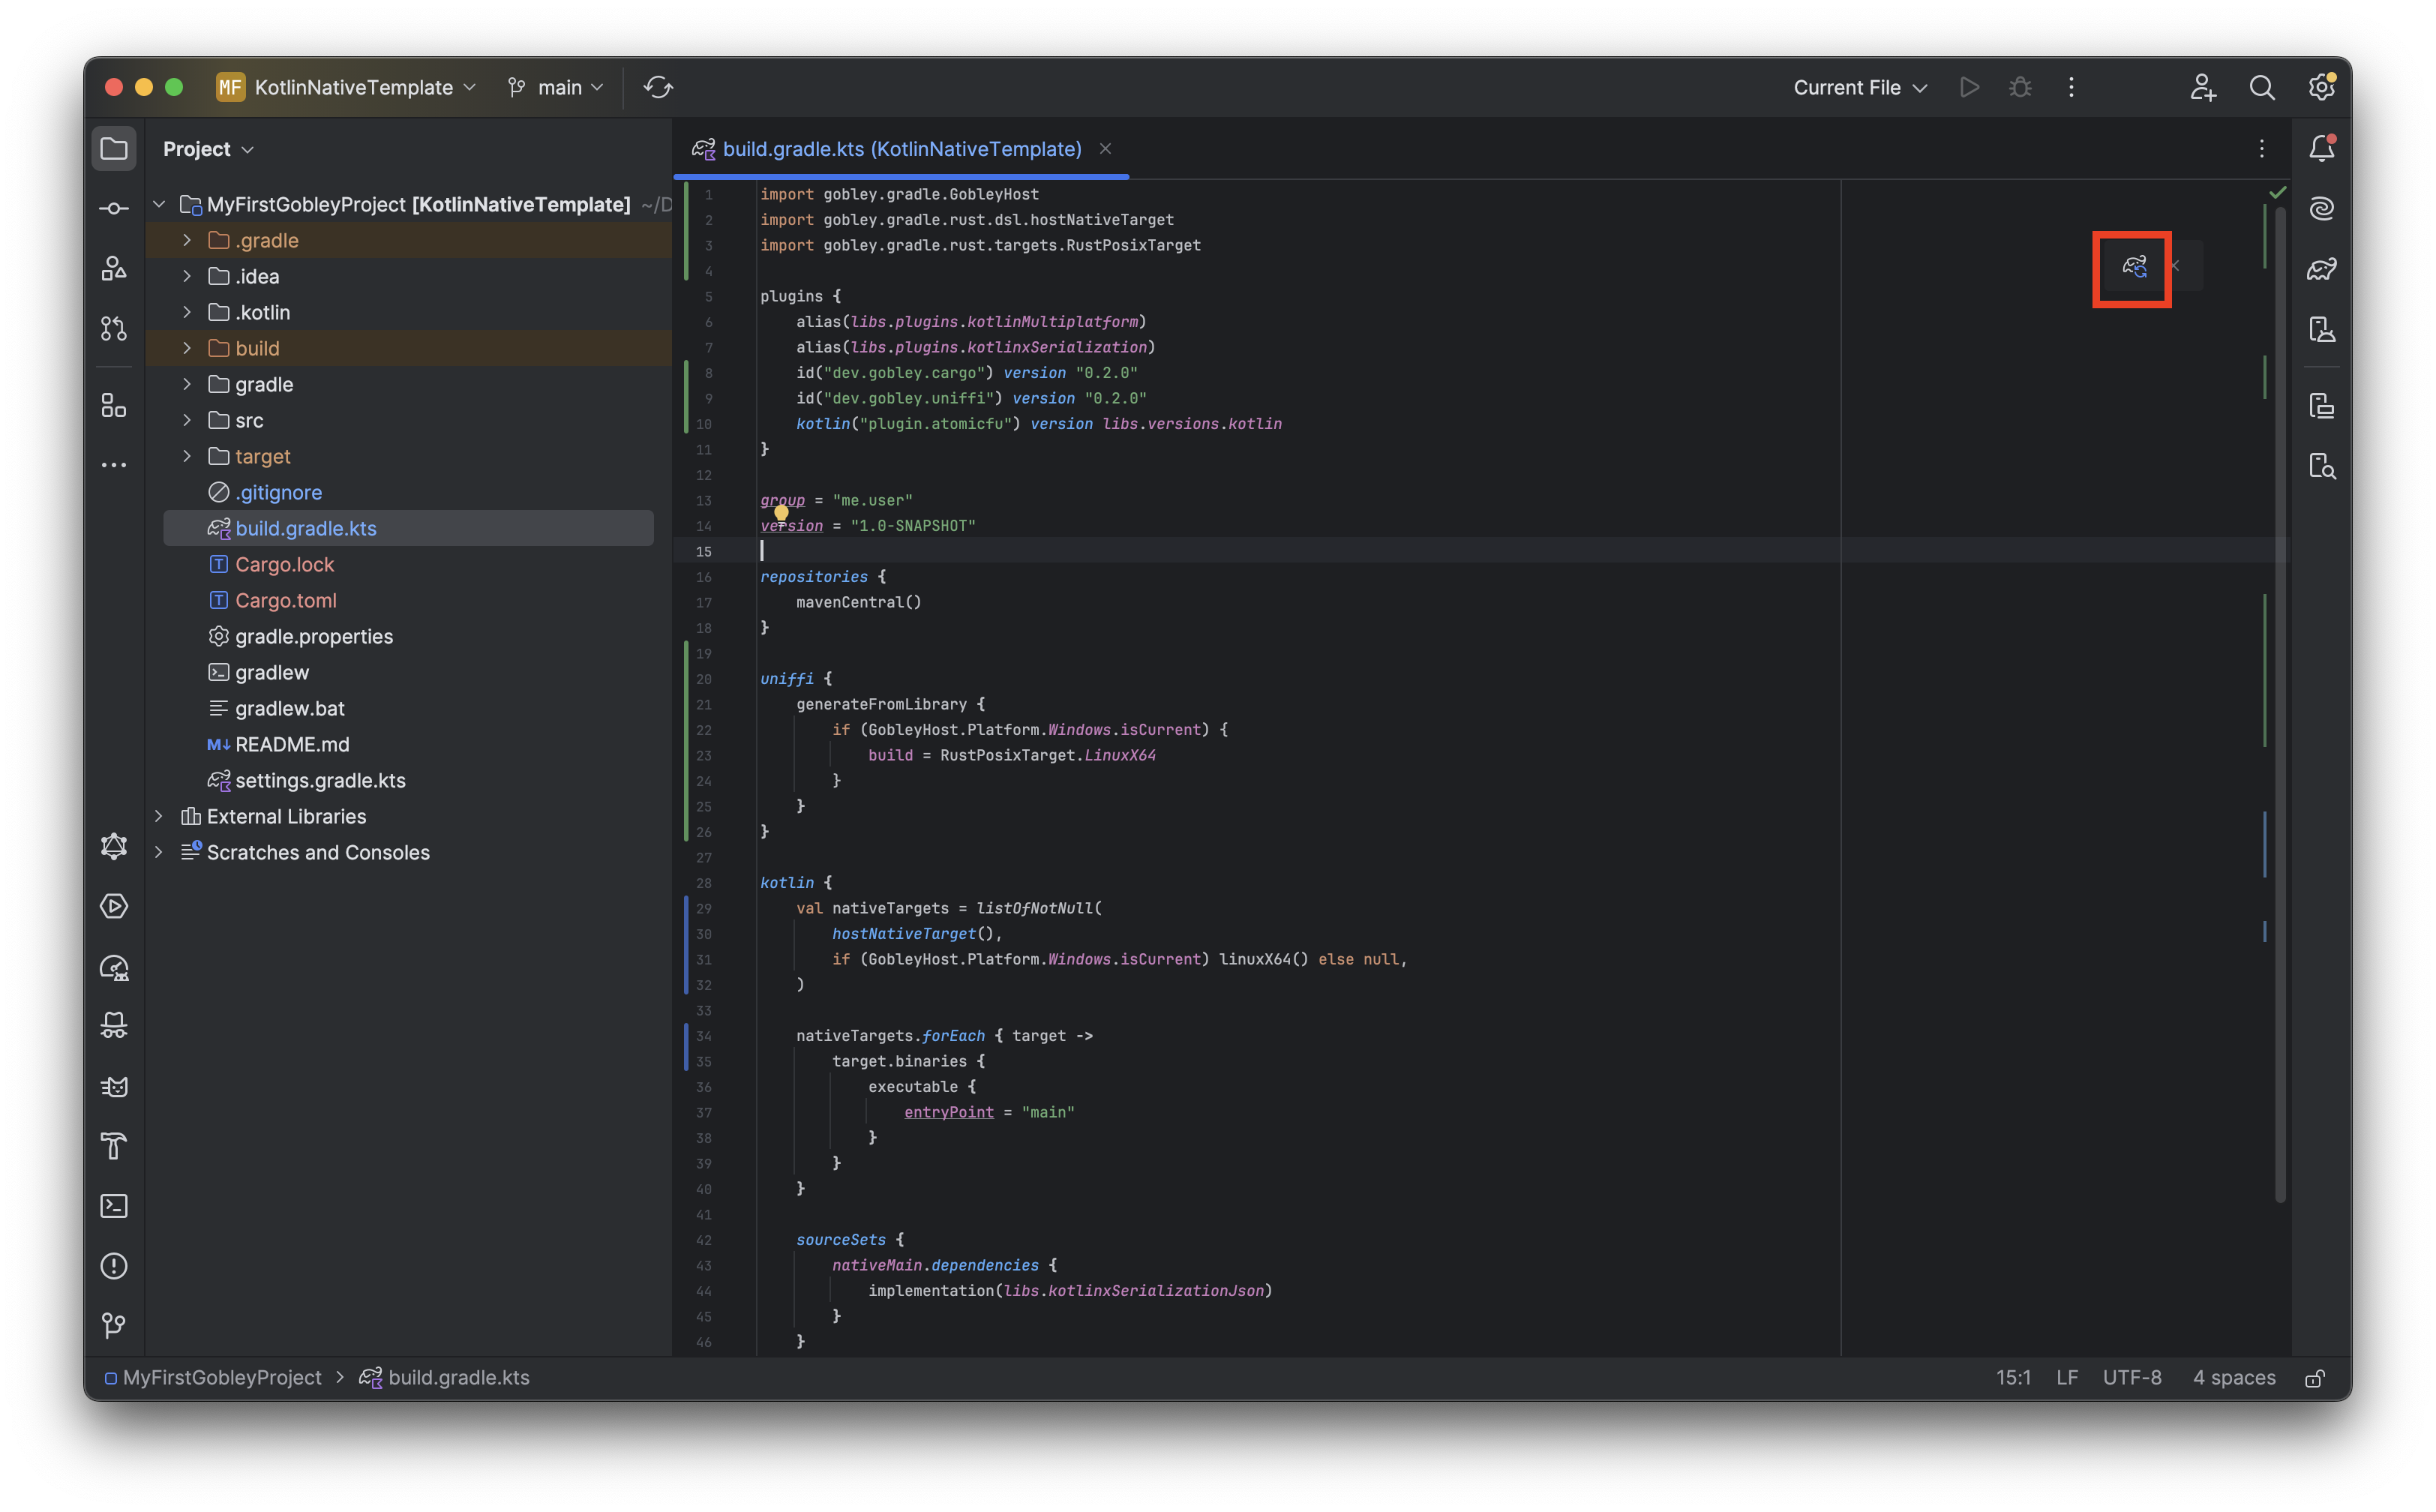 MF KotlinNativeTemplate main Current File
Project
MyFirstGobleyProject [KotlinNativeTemplate] ~/D
.gradle
.idea
.kotlin
build
gradle
src
target
.gitignore
build.gradle.kts
T Cargo.lock
T Cargo.toml
gradle.properties
gradlew
gradlew.bat
M↓ README.md
settings.gradle.kts
External Libraries
Scratches and Consoles
build.gradle.kts (KotlinNativeTemplate)
1 import gobley.gradle.GobleyHost
2 import gobley.gradle.rust.dsl.hostNativeTarget
3 import gobley.gradle.rust.targets.RustPosixTarget
4
5 plugins {
6 alias(libs.plugins.kotlinMultiplatform)
7 alias(libs.plugins.kotlinxSerialization)
8 id("dev.gobley.cargo") version "0.2.0"
9 id("dev.gobley.uniffi") version "0.2.0"
10 kotlin("plugin.atomicfu") version libs.versions.kotlin
11 }
12
13 group = "me.user"
14 version = "1.0-SNAPSHOT"
15
16 repositories {
17 mavenCentral()
18 }
19
20 uniffi {
21 generateFromLibrary {
22 if (GobleyHost.Platform.Windows.isCurrent) {
23 build = RustPosixTarget.LinuxX64
24 }
25 }
26 }
27
28 kotlin {
29 val nativeTargets = listOfNotNull(
30 hostNativeTarget(),
31 if (GobleyHost.Platform.Windows.isCurrent) linuxX64() else null,
32 )
33
34 nativeTargets.forEach { target ->
35 target.binaries {
36 executable {
37 entryPoint = "main"
38 }
39 }
40 }
41
42 sourceSets {
43 nativeMain.dependencies {
44 implementation(libs.kotlinxSerializationJson)
45 }
46 }
MyFirstGobleyProject > build.gradle.kts 15:1 LF UTF-8 4 spaces